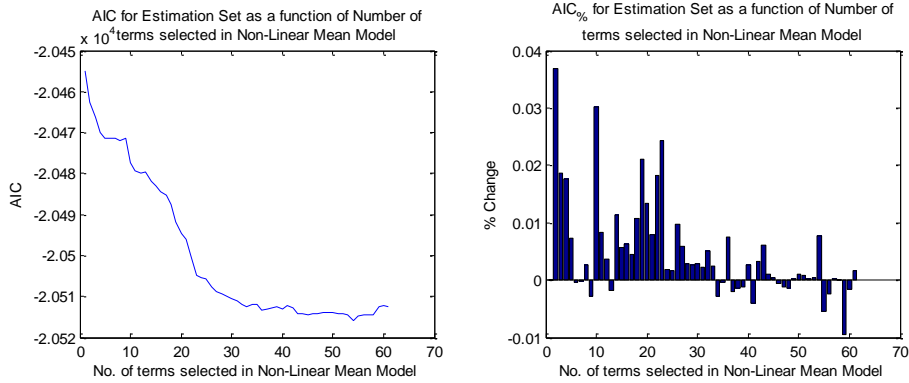 AIC for Estimation Set as a function of Number of
terms selected in Non-Linear Mean Model
x 10^4
-2.045
-2.046
-2.047
-2.048
-2.049
-2.05
-2.051
-2.052
AIC
0 10 20 30 40 50 60 70
No. of terms selected in Non-Linear Mean Model
AIC_% for Estimation Set as a function of Number of
terms selected in Non-Linear Mean Model
0.04
0.03
0.02
0.01
0
-0.01
% Change
0 10 20 30 40 50 60 70
No. of terms selected in Non-Linear Mean Model